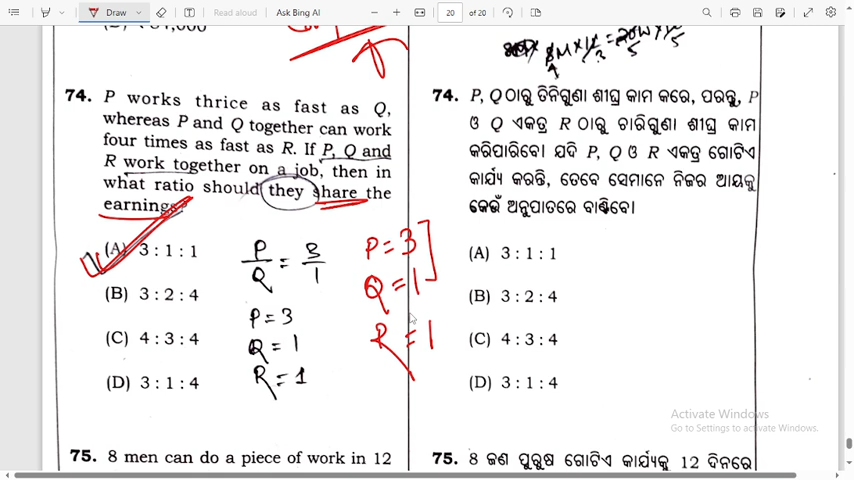 Draw
Read aloud
Ask Bing AI
20
of 20
74. P works thrice as fast as Q,
whereas P and Q together can work
four times as fast as R. If P, Q and
R work together on a job, then in
what ratio should they share the
earnings?
(A) 3 : 1 : 1
(B) 3 : 2 : 4
(C) 4 : 3 : 4
(D) 3 : 1 : 4
P/Q = 3/1
P = 3
Q = 1
R = 1
P = 3
Q = 1
R = 1
74. P, Q ଠାରୁ ତିନିଗୁଣା ଶୀଘ୍ର କାମ କରେ, ପରନ୍ତୁ, P
ଓ Q ଏକତ୍ର R ଠାରୁ ଚାରିଗୁଣା ଶୀଘ୍ର କାମ
କରିପାରିବେ। ଯଦି P, Q ଓ R ଏକତ୍ର ଗୋଟିଏ
କାର୍ଯ୍ୟ କରନ୍ତି, ତେବେ ସେମାନେ ନିଜର ଆୟକୁ
କେଉଁ ଅନୁପାତରେ ବାଣ୍ଟିବେ।
(A) 3 : 1 : 1
(B) 3 : 2 : 4
(C) 4 : 3 : 4
(D) 3 : 1 : 4
Activate Windows
Go to Settings to activate Windows.
75. 8 men can do a piece of work in 12
75. 8 ଜଣ ପୁରୁଷ ଗୋଟିଏ କାର୍ଯ୍ୟକୁ 12 ଦିନରେ